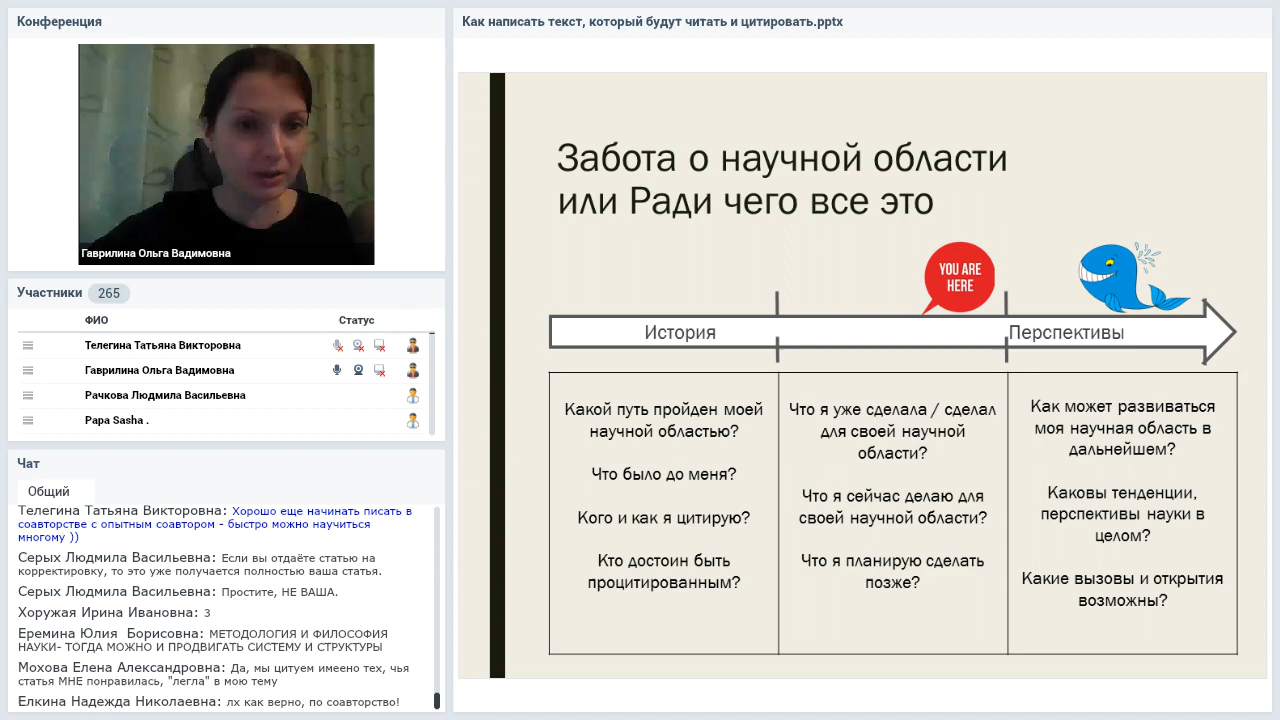 Конференция
Гаврилина Ольга Вадимовна
Участники 265
ФИО Статус
Телегина Татьяна Викторовна
Гаврилина Ольга Вадимовна
Рачкова Людмила Васильевна
Papa Sasha .
Чат
Общий
Телегина Татьяна Викторовна: Хорошо еще начинать писать в
соавторстве с опытным соавтором - быстро можно научиться
многому ))
Серых Людмила Васильевна: Если вы отдаёте статью на
корректировку, то это уже получается полностью ваша статья.
Серых Людмила Васильевна: Простите, НЕ ВАША.
Хоружая Ирина Ивановна: 3
Еремина Юлия Борисовна: МЕТОДОЛОГИЯ И ФИЛОСОФИЯ
НАУКИ- ТОГДА МОЖНО И ПРОДВИГАТЬ СИСТЕМУ И СТРУКТУРЫ
Мохова Елена Александровна: Да, мы цитуем имеено тех, чья
статья МНЕ понравилась, "легла" в мою тему
Елкина Надежда Николаевна: лх как верно, по соавторство!
Как написать текст, который будут читать и цитировать.pptx
Забота о научной области
или Ради чего все это
YOU ARE
HERE
История
Перспективы
Какой путь пройден моей
научной областью?
Что было до меня?
Кого и как я цитирую?
Кто достоин быть
процитированным?
Что я уже сделала / сделал
для своей научной
области?
Что я сейчас делаю для
своей научной области?
Что я планирую сделать
позже?
Как может развиваться
моя научная область в
дальнейшем?
Каковы тенденции,
перспективы науки в
целом?
Какие вызовы и открытия
возможны?